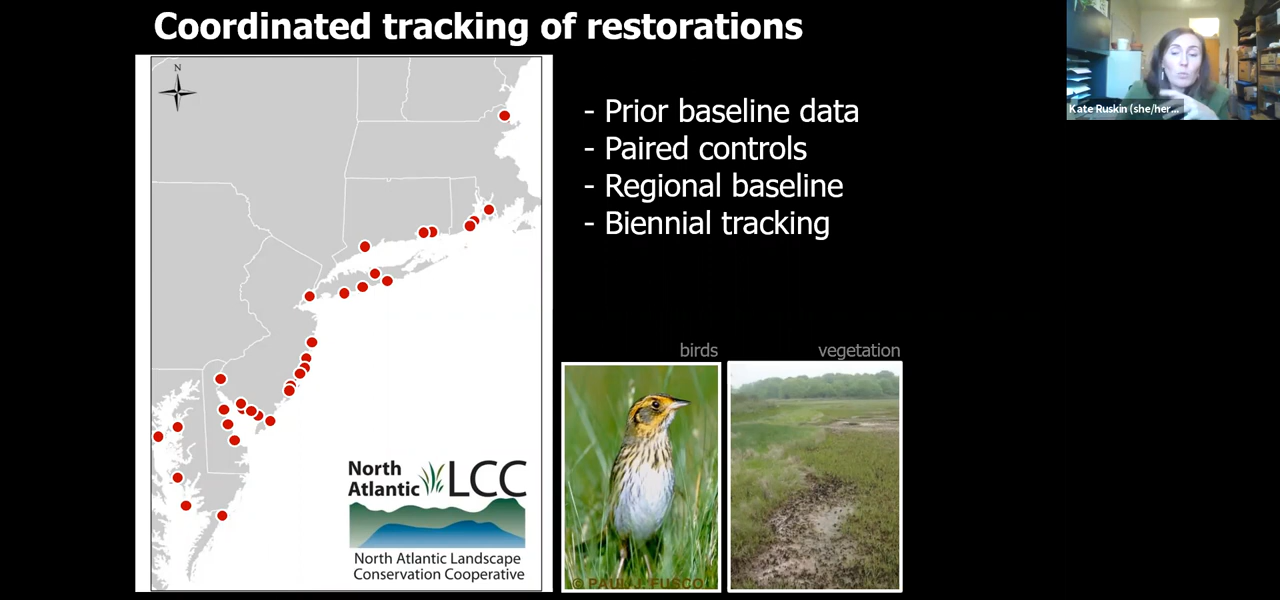 Coordinated tracking of restorations
Kate Ruskin (she/her...
N
- Prior baseline data
- Paired controls
- Regional baseline
- Biennial tracking
birds
vegetation
North
Atlantic
LCC
North Atlantic Landscape
Conservation Cooperative
© PAUL J. FUSCO